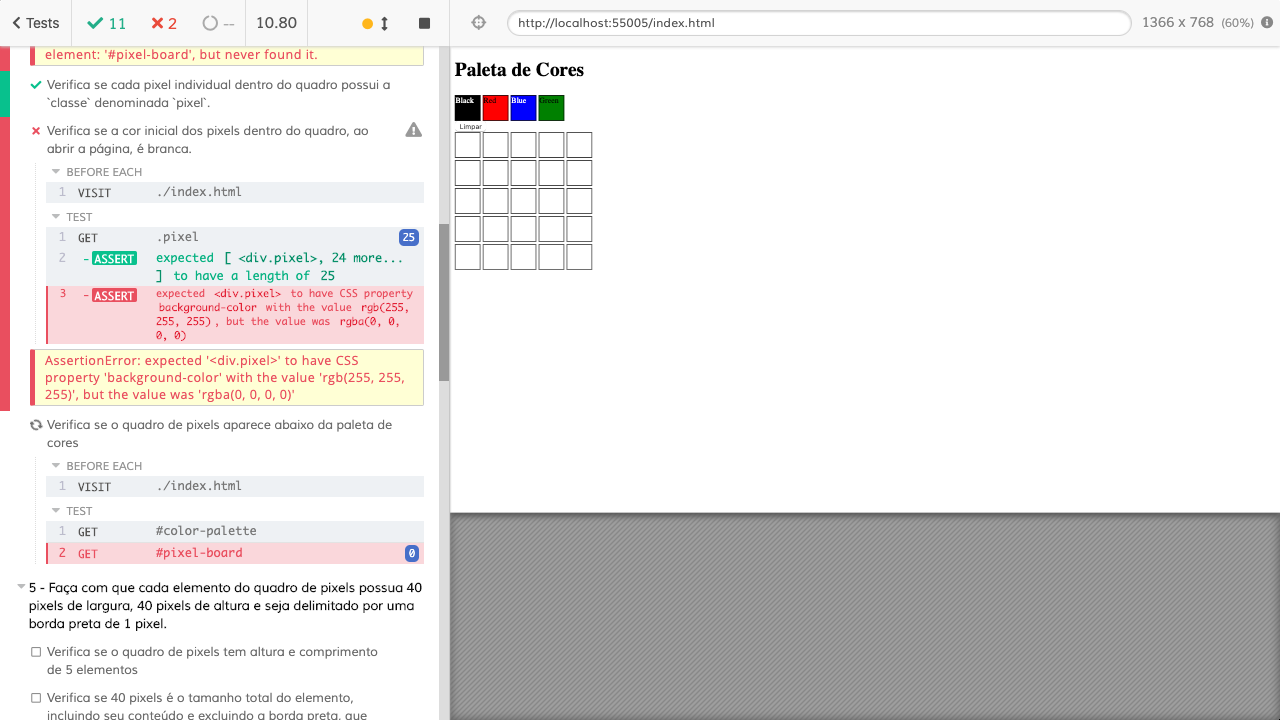 Tests
11
2
--
10.80
http://localhost:55005/index.html
1366 x 768 (60%)
element: '#pixel-board', but never found it.
Verifica se cada pixel individual dentro do quadro possui a
`classe` denominada `pixel`.
Verifica se a cor inicial dos pixels dentro do quadro, ao
abrir a página, é branca.
BEFORE EACH
1 VISIT ./index.html
TEST
1 GET .pixel 25
2 -ASSERT expected [ <div.pixel>, 24 more...
] to have a length of 25
3 -ASSERT expected <div.pixel> to have CSS property
background-color with the value rgb(255,
255, 255), but the value was rgba(0, 0,
0, 0)
AssertionError: expected '<div.pixel>' to have CSS
property 'background-color' with the value 'rgb(255, 255,
255)', but the value was 'rgba(0, 0, 0, 0)'
Verifica se o quadro de pixels aparece abaixo da paleta de
cores
BEFORE EACH
1 VISIT ./index.html
TEST
1 GET #color-palette
2 GET #pixel-board 0
5 - Faça com que cada elemento do quadro de pixels possua 40
pixels de largura, 40 pixels de altura e seja delimitado por uma
borda preta de 1 pixel.
Verifica se o quadro de pixels tem altura e comprimento
de 5 elementos
Verifica se 40 pixels é o tamanho total do elemento,
incluindo seu conteúdo e excluindo a borda preta, que
Paleta de Cores
Black Red Blue Green
Limpar